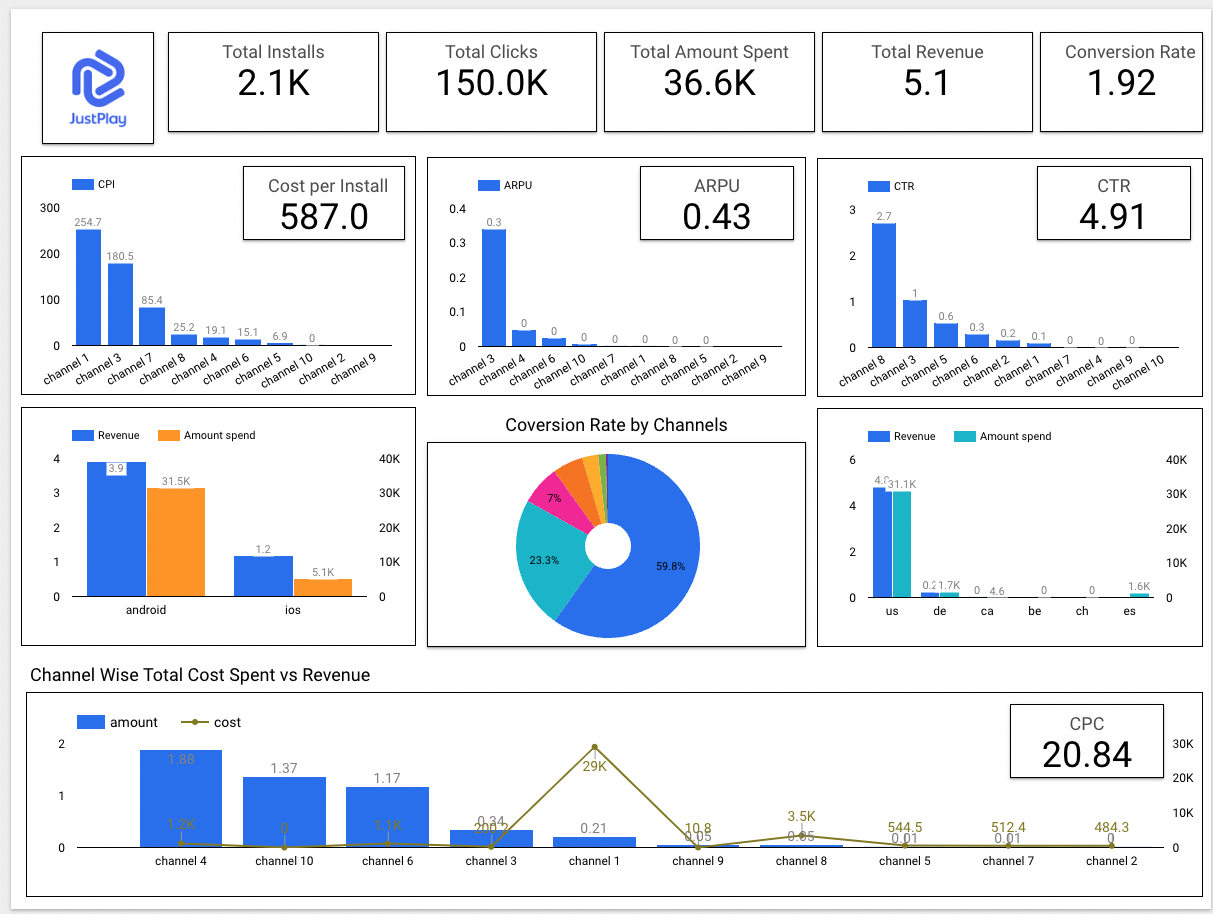 JustPlay
Total Installs
2.1K
Total Clicks
150.0K
Total Amount Spent
36.6K
Total Revenue
5.1
Conversion Rate
1.92
CPI
Cost per Install
587.0
300
200
100
0
254.7
180.5
85.4
25.2
19.1
15.1
6.9
0
channel 1
channel 3
channel 7
channel 8
channel 4
channel 6
channel 5
channel 10
channel 2
channel 9
ARPU
ARPU
0.43
0.4
0.3
0.2
0.1
0
0.3
0
0
0
0
0
0
0
channel 3
channel 4
channel 6
channel 10
channel 7
channel 1
channel 8
channel 5
channel 2
channel 9
CTR
CTR
4.91
3
2
1
0
2.7
1
0.6
0.3
0.2
0.1
0
0
0
channel 8
channel 3
channel 5
channel 6
channel 2
channel 1
channel 7
channel 4
channel 9
channel 10
Revenue
Amount spend
4
3
2
1
0
40K
30K
20K
10K
0
3.9
31.5K
1.2
5.1K
android
ios
Coversion Rate by Channels
59.8%
23.3%
7%
Revenue
Amount spend
6
4
2
0
40K
30K
20K
10K
0
31.1K
1.7K
0
4.6
0
0
1.6K
us
de
ca
be
ch
es
Channel Wise Total Cost Spent vs Revenue
amount
cost
CPC
20.84
2
1
0
30K
20K
10K
0
1.88
1.2K
1.37
0
1.17
1.1K
0.34
200.2
29K
0.21
10.8
0.05
3.5K
0.05
544.5
0.01
512.4
0.01
484.3
0
channel 4
channel 10
channel 6
channel 3
channel 1
channel 9
channel 8
channel 5
channel 7
channel 2